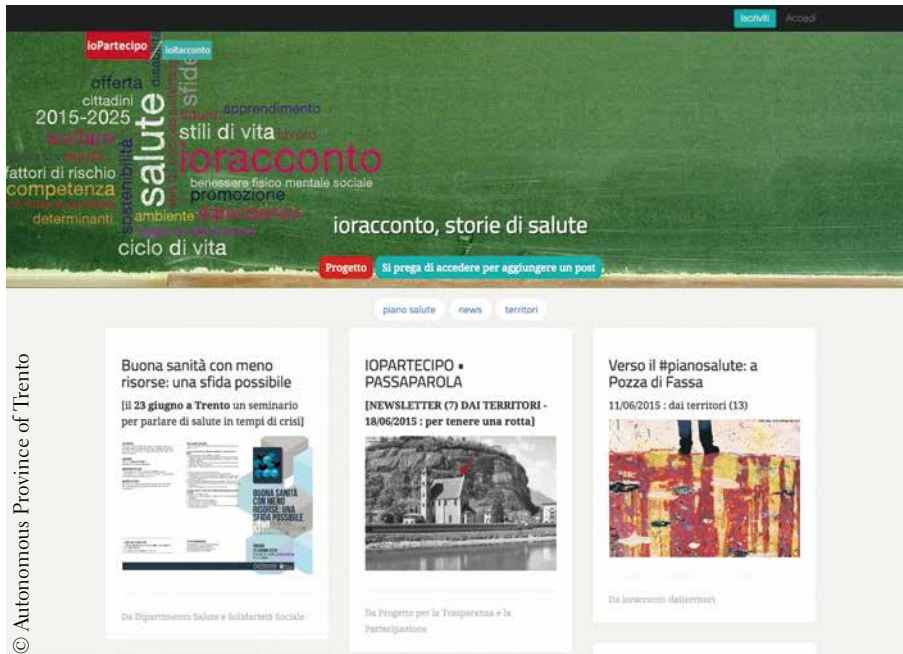 Iscriviti Accedi
ioPartecipo
ioRacconto
offerta
cittadini
2015-2025
welfare
fattori di rischio
competenza
determinanti
sostenibilità
salute
sfide
apprendimento
stili di vita
lavoro
ioracconto
benessere fisico mentale sociale
promozione
ambiente dipendenza
ciclo di vita
ioracconto, storie di salute
Progetto Si prega di accedere per aggiungere un post
piano salute news territori
Buona sanità con meno
risorse: una sfida possibile
[il 23 giugno a Trento un seminario
per parlare di salute in tempi di crisi]
BUONA SANITÀ
CON MENO
RISORSE: UNA
SFIDA POSSIBILE
Da Dipartimento Salute e Solidarietà Sociale
IOPARTECIPO •
PASSAPAROLA
[NEWSLETTER (7) DAI TERRITORI -
18/06/2015 : per tenere una rotta]
Da Progetto per la Trasparenza e la
Partecipazione
Verso il #pianosalute: a
Pozza di Fassa
11/06/2015 : dai territori (13)
Da ioracconto daiterritori
© Autonomous Province of Trento